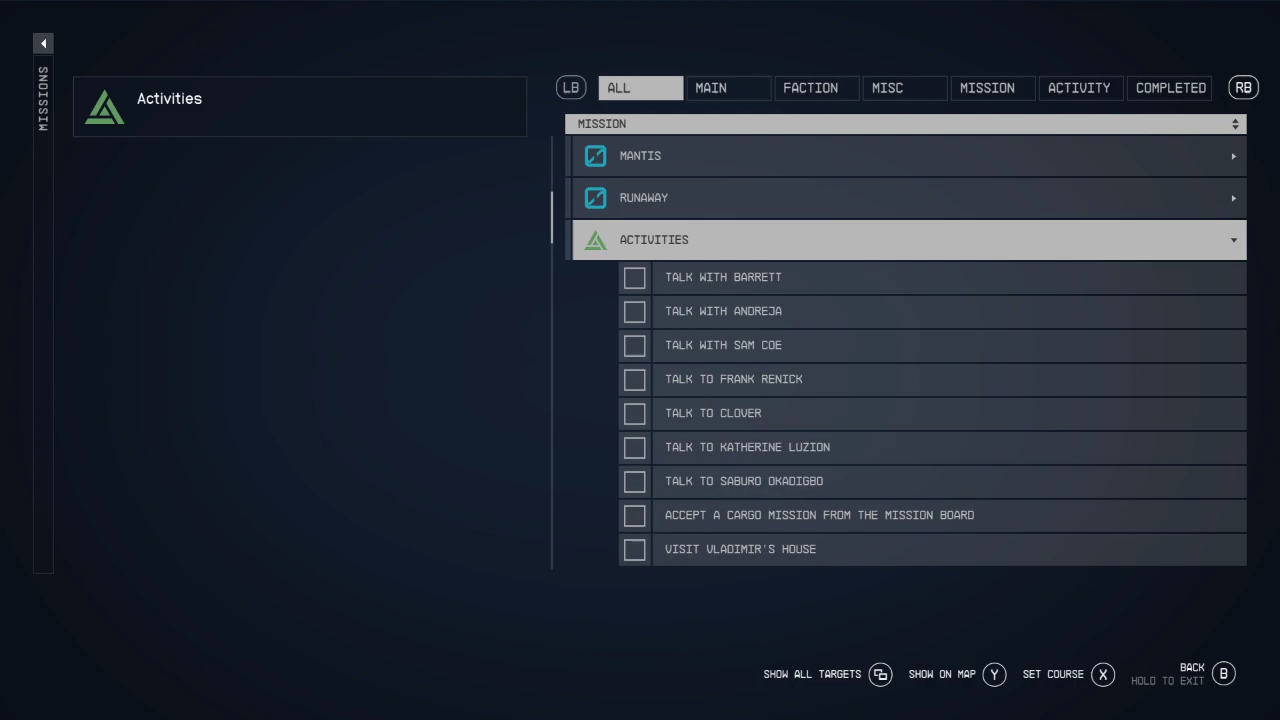 MISSIONS
Activities
LB ALL MAIN FACTION MISC MISSION ACTIVITY COMPLETED RB
MISSION
MANTIS
RUNAWAY
ACTIVITIES
TALK WITH BARRETT
TALK WITH ANDREJA
TALK WITH SAM COE
TALK TO FRANK RENICK
TALK TO CLOVER
TALK TO KATHERINE LUZION
TALK TO SABURO OKADIGBO
ACCEPT A CARGO MISSION FROM THE MISSION BOARD
VISIT VLADIMIR'S HOUSE
SHOW ALL TARGETS SHOW ON MAP Y SET COURSE X BACK B
HOLD TO EXIT